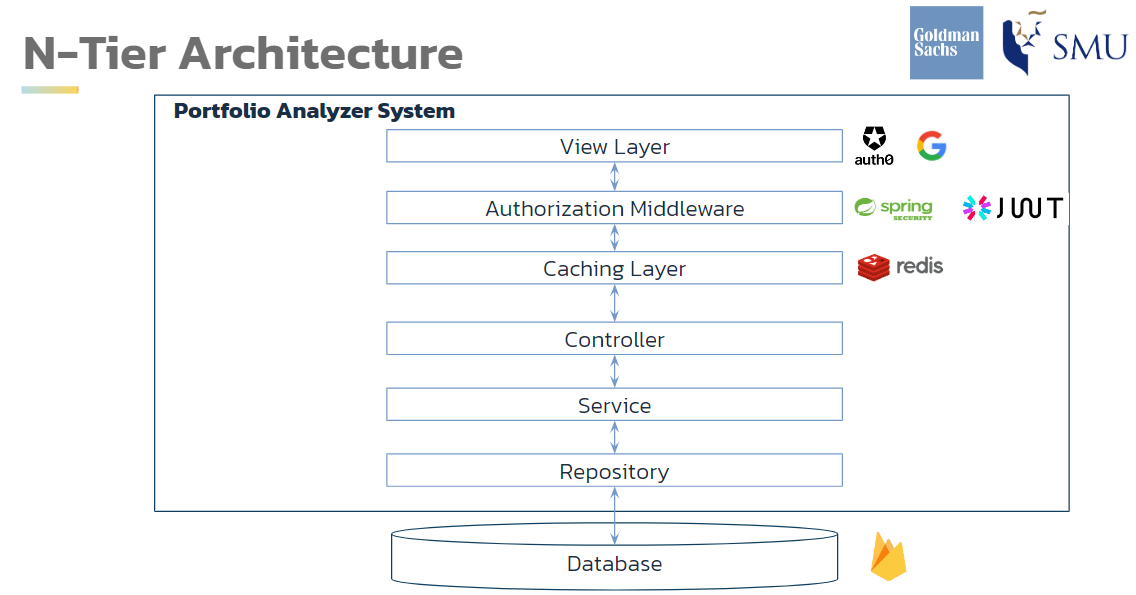 N-Tier Architecture
Goldman
Sachs
SMU
Portfolio Analyzer System
View Layer
auth0
Authorization Middleware
spring
SECURITY
JWT
Caching Layer
redis
Controller
Service
Repository
Database